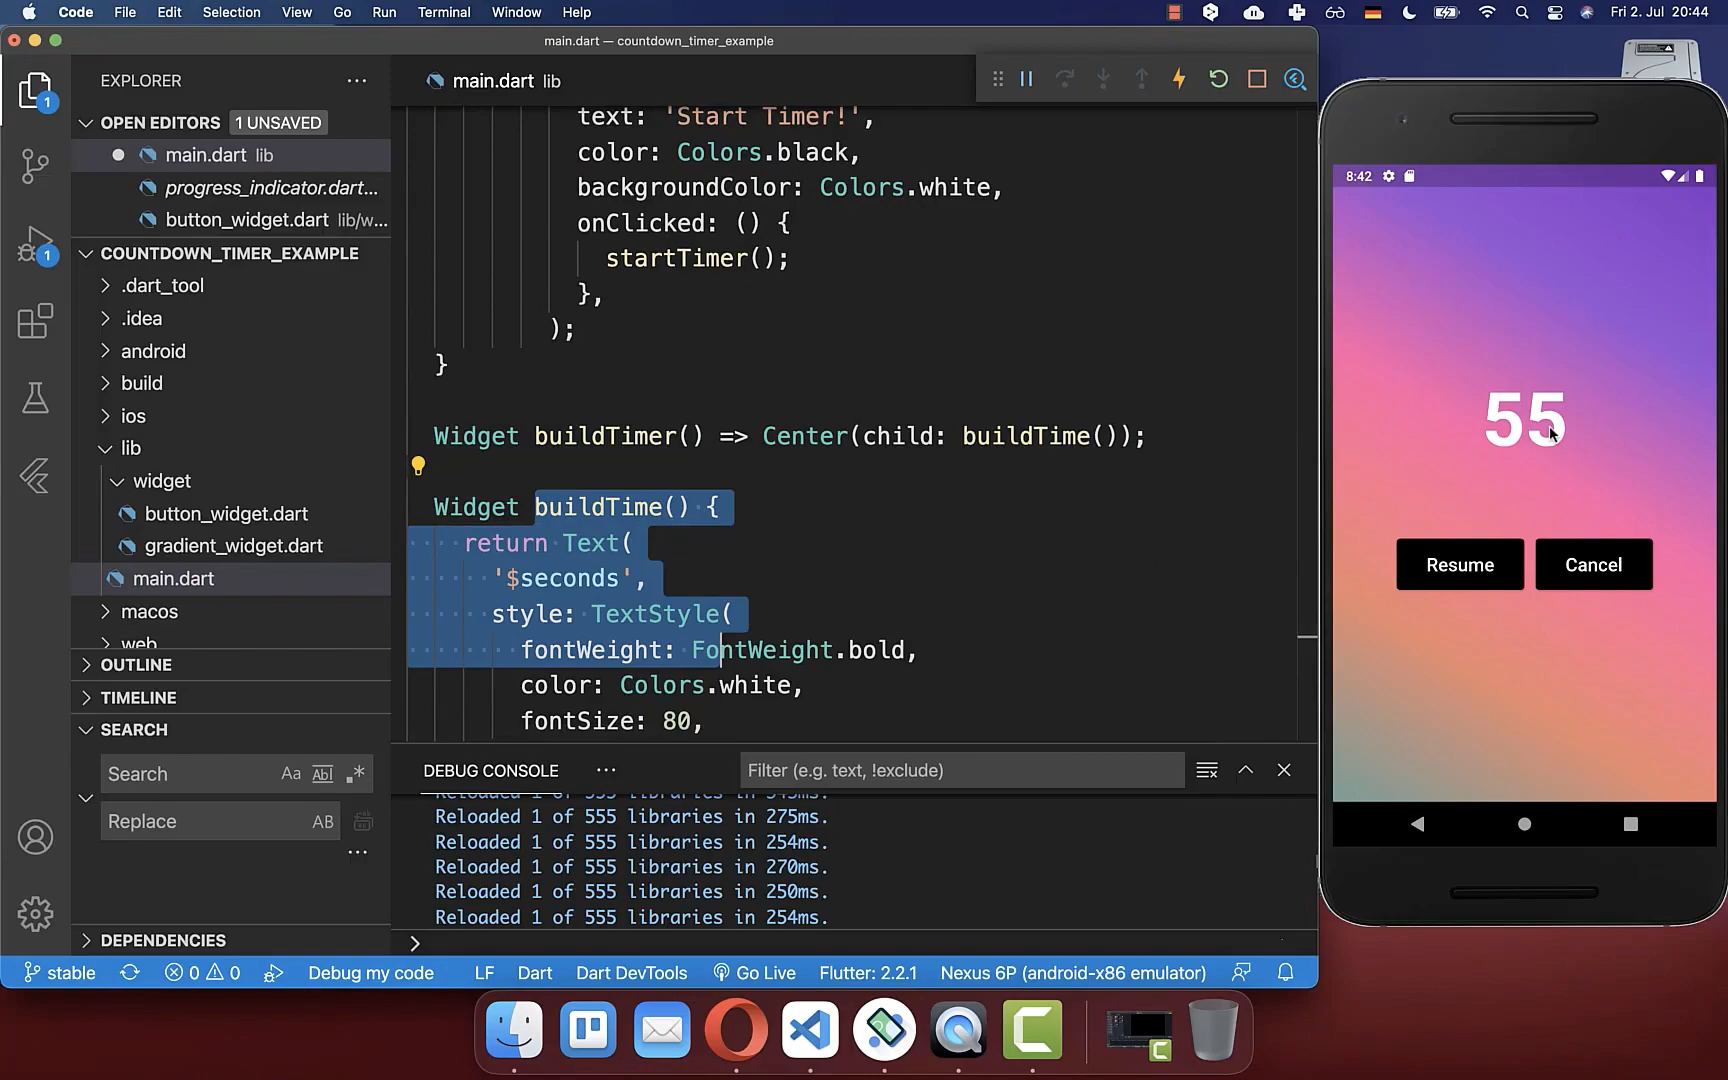 Code File Edit Selection View Go Run Terminal Window Help
Fri 2. Jul 20:44
main.dart — countdown_timer_example
EXPLORER
1
OPEN EDITORS 1 UNSAVED
main.dart lib
progress_indicator.dart...
button_widget.dart lib/w...
1
COUNTDOWN_TIMER_EXAMPLE
.dart_tool
.idea
android
build
ios
lib
widget
button_widget.dart
gradient_widget.dart
main.dart
macos
web
OUTLINE
TIMELINE
SEARCH
Search Aa Abl .*
Replace AB
DEPENDENCIES
main.dart lib
text: 'Start Timer!',
color: Colors.black,
backgroundColor: Colors.white,
onClicked: () {
startTimer();
},
);
}
Widget buildTimer() => Center(child: buildTime());
Widget buildTime() {
return Text(
'$seconds',
style: TextStyle(
fontWeight: FontWeight.bold,
color: Colors.white,
fontSize: 80,
DEBUG CONSOLE
Filter (e.g. text, !exclude)
Reloaded 1 of 555 libraries in 275ms.
Reloaded 1 of 555 libraries in 254ms.
Reloaded 1 of 555 libraries in 270ms.
Reloaded 1 of 555 libraries in 250ms.
Reloaded 1 of 555 libraries in 254ms.
>
stable 0 0 Debug my code LF Dart Dart DevTools Go Live Flutter: 2.2.1 Nexus 6P (android-x86 emulator)
8:42
55
Resume Cancel